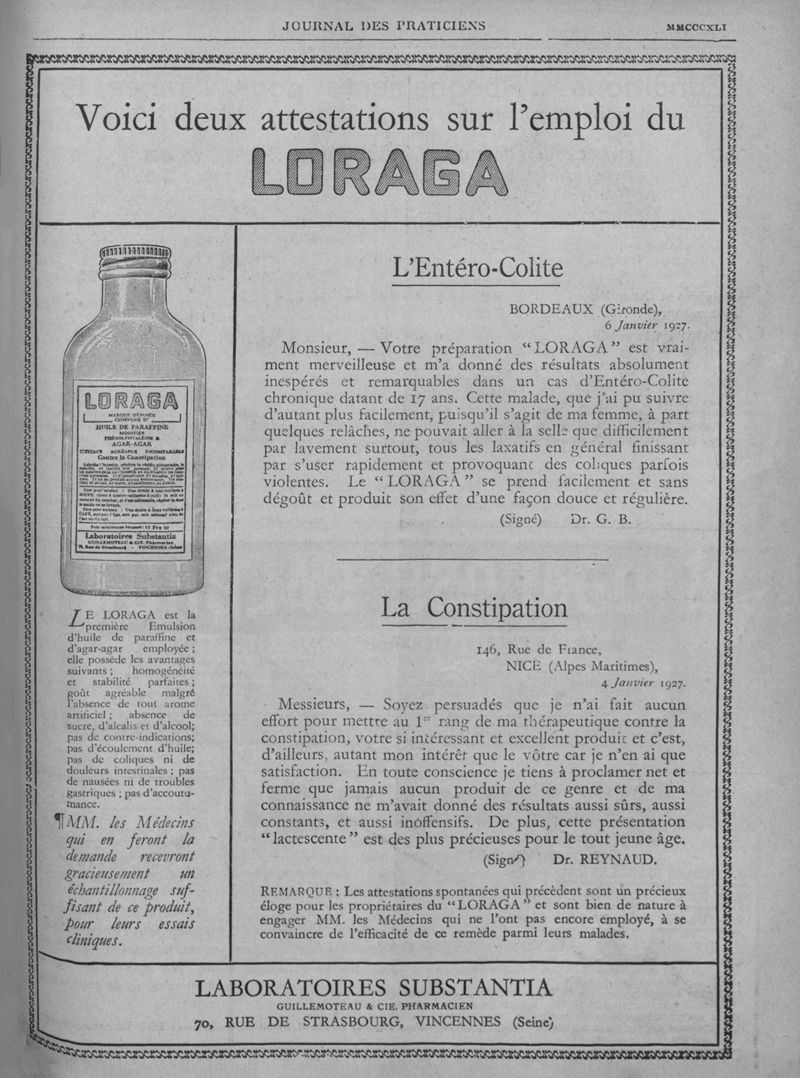 JOURNAL DES PRATICIENS
MMCCCXLI
Voici deux attestations sur l'emploi du
LORAGA
LORAGA
MARQUE DÉPOSÉE
HUILE DE PARAFFINE
AGAR-AGAR
EFFICACE AGRÉABLE INCOMPARABLE
Contre la Constipation
Laboratoires Substantia
GUILLEMOTEAU & CIE. Pharmacien
VINCENNES (Seine)
LE LORAGA est la
première Emulsion
d'huile de paraffine et
d'agar-agar employée ;
elle possède les avantages
suivants ; homogénéité
et stabilité parfaites ;
goût agréable malgré
l'absence de tout arome
artificiel ; absence de
sucre, d'alcalis et d'alcool;
pas de contre-indications;
pas d'écoulement d'huile;
pas de coliques ni de
douleurs intestinales ; pas
de nausées ni de troubles
gastriques ; pas d'accoutu-
mance.
¶MM. les Médecins
qui en feront la
demande recevront
gracieusement un
échantillonnage suf-
fisant de ce produit,
pour leurs essais
cliniques.
L'Entéro-Colite
BORDEAUX (Gironde),
6 Janvier 1927.
Monsieur, — Votre préparation "LORAGA" est vrai-
ment merveilleuse et m'a donné des résultats absolument
inespérés et remarquables dans un cas d'Entéro-Colite
chronique datant de 17 ans. Cette malade, que j'ai pu suivre
d'autant plus facilement, puisqu'il s'agit de ma femme, à part
quelques relâches, ne pouvait aller à la selle que difficilement
par lavement surtout, tous les laxatifs en général finissant
par s'user rapidement et provoquant des coliques parfois
violentes. Le "LORAGA" se prend facilement et sans
dégoût et produit son effet d'une façon douce et régulière.
(Signé) Dr. G. B.
La Constipation
146, Rue de France,
NICE (Alpes Maritimes),
4 Janvier 1927.
Messieurs, — Soyez persuadés que je n'ai fait aucun
effort pour mettre au 1er rang de ma thérapeutique contre la
constipation, votre si intéressant et excellent produit et c'est,
d'ailleurs, autant mon intérêt que le vôtre car je n'en ai que
satisfaction. En toute conscience je tiens à proclamer net et
ferme que jamais aucun produit de ce genre et de ma
connaissance ne m'avait donné des résultats aussi sûrs, aussi
constants, et aussi inoffensifs. De plus, cette présentation
"lactescente" est des plus précieuses pour le tout jeune âge.
(Signé) Dr. REYNAUD.
REMARQUE : Les attestations spontanées qui précèdent sont un précieux
éloge pour les propriétaires du "LORAGA" et sont bien de nature à
engager MM. les Médecins qui ne l'ont pas encore employé, à se
convaincre de l'efficacité de ce remède parmi leurs malades.
LABORATOIRES SUBSTANTIA
GUILLEMOTEAU & CIE. PHARMACIEN
70, RUE DE STRASBOURG, VINCENNES (Seine)